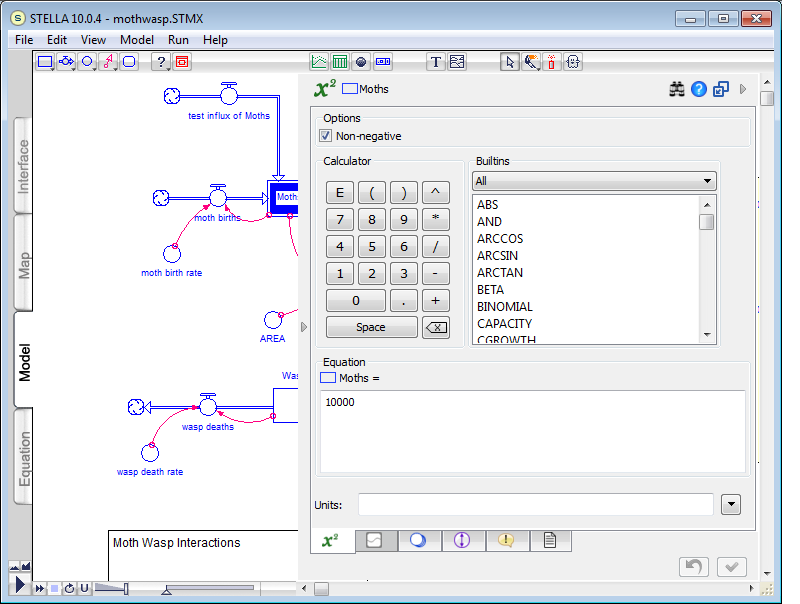 STELLA 10.0.4 - mothwasp.STMX
File Edit View Model Run Help
? T
x² Moths ?
test influx of Moths
Moth
moth births
moth birth rate
AREA
Was
wasp deaths
wasp death rate
Moth Wasp Interactions
Interface
Map
Model
Equation
U
Options
Non-negative
Calculator
E ( ) ^
7 8 9 *
4 5 6 /
1 2 3 -
0 . +
Space
Builtins
All
ABS
AND
ARCCOS
ARCSIN
ARCTAN
BETA
BINOMIAL
CAPACITY
CGROWTH
Equation
Moths =
10000
Units:
x²